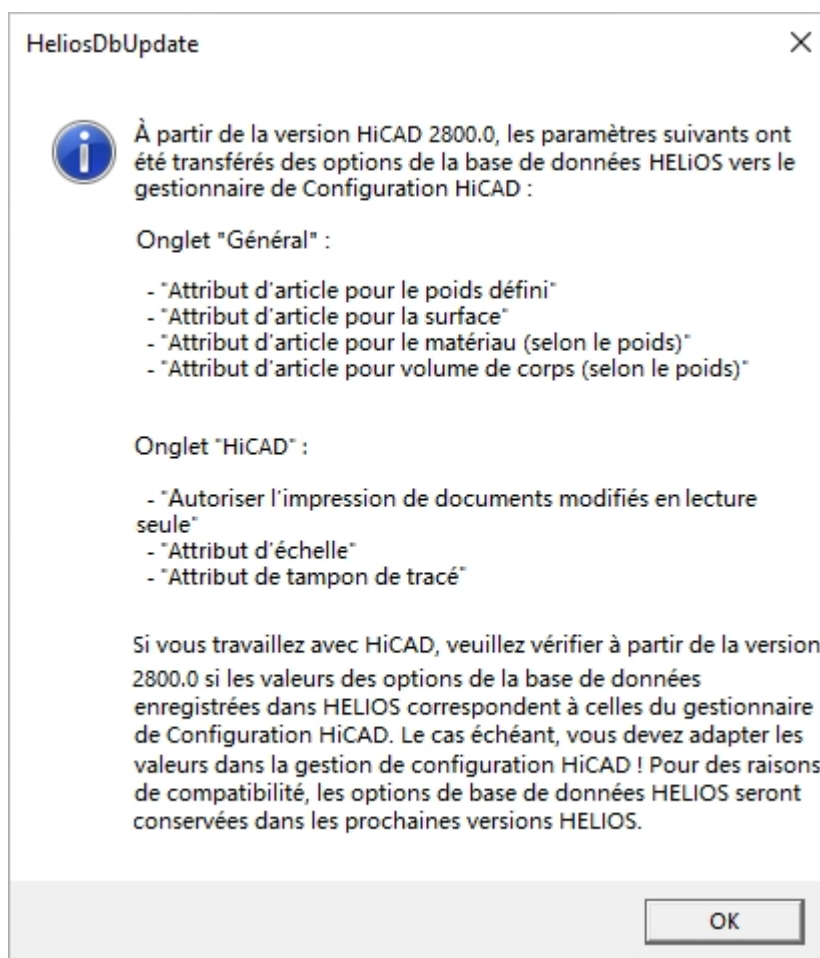 HeliosDbUpdate
À partir de la version HiCAD 2800.0, les paramètres suivants ont
été transférés des options de la base de données HELiOS vers le
gestionnaire de Configuration HiCAD :
Onglet "Général" :
- "Attribut d'article pour le poids défini"
- "Attribut d'article pour la surface"
- "Attribut d'article pour le matériau (selon le poids)"
- "Attribut d'article pour volume de corps (selon le poids)"
Onglet "HiCAD" :
- "Autoriser l'impression de documents modifiés en lecture
seule"
- "Attribut d'échelle"
- "Attribut de tampon de tracé"
Si vous travaillez avec HiCAD, veuillez vérifier à partir de la version
2800.0 si les valeurs des options de la base de données
enregistrées dans HELIOS correspondent à celles du gestionnaire
de Configuration HiCAD. Le cas échéant, vous devez adapter les
valeurs dans la gestion de configuration HiCAD ! Pour des raisons
de compatibilité, les options de base de données HELIOS seront
conservées dans les prochaines versions HELIOS.
OK